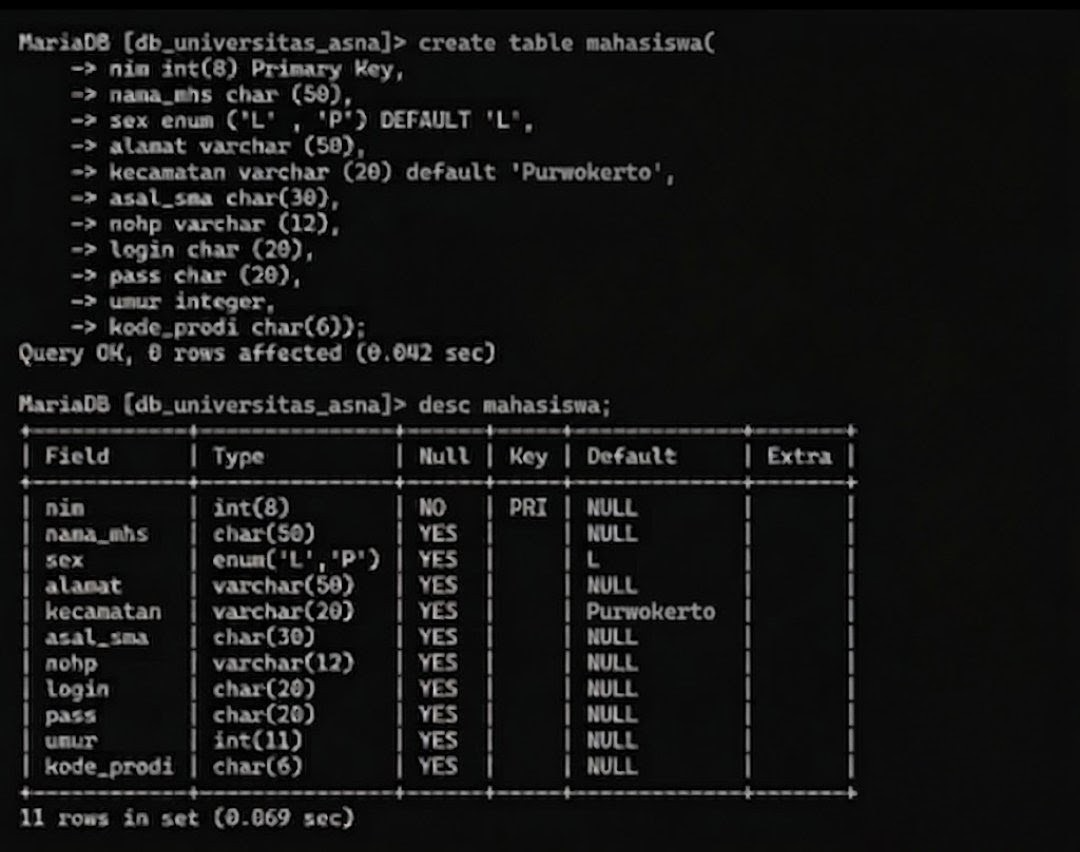 MariaDB [db_universitas_asna]> create table mahasiswa(
    -> nim int(8) Primary Key,
    -> nama_mhs char (50),
    -> sex enum ('L' , 'P') DEFAULT 'L',
    -> alamat varchar (50),
    -> kecamatan varchar (20) default 'Purwokerto',
    -> asal_sma char(30),
    -> nohp varchar (12),
    -> login char (20),
    -> pass char (20),
    -> umur integer,
    -> kode_prodi char(6));
Query OK, 0 rows affected (0.042 sec)
MariaDB [db_universitas_asna]> desc mahasiswa;
| Field | Type | Null | Key | Default | Extra |
| nim | int(8) | NO | PRI | NULL | |
| nama_mhs | char(50) | YES | | NULL | |
| sex | enum('L','P') | YES | | L | |
| alamat | varchar(50) | YES | | NULL | |
| kecamatan | varchar(20) | YES | | Purwokerto | |
| asal_sma | char(30) | YES | | NULL | |
| nohp | varchar(12) | YES | | NULL | |
| login | char(20) | YES | | NULL | |
| pass | char(20) | YES | | NULL | |
| umur | int(11) | YES | | NULL | |
| kode_prodi | char(6) | YES | | NULL | |
11 rows in set (0.069 sec)